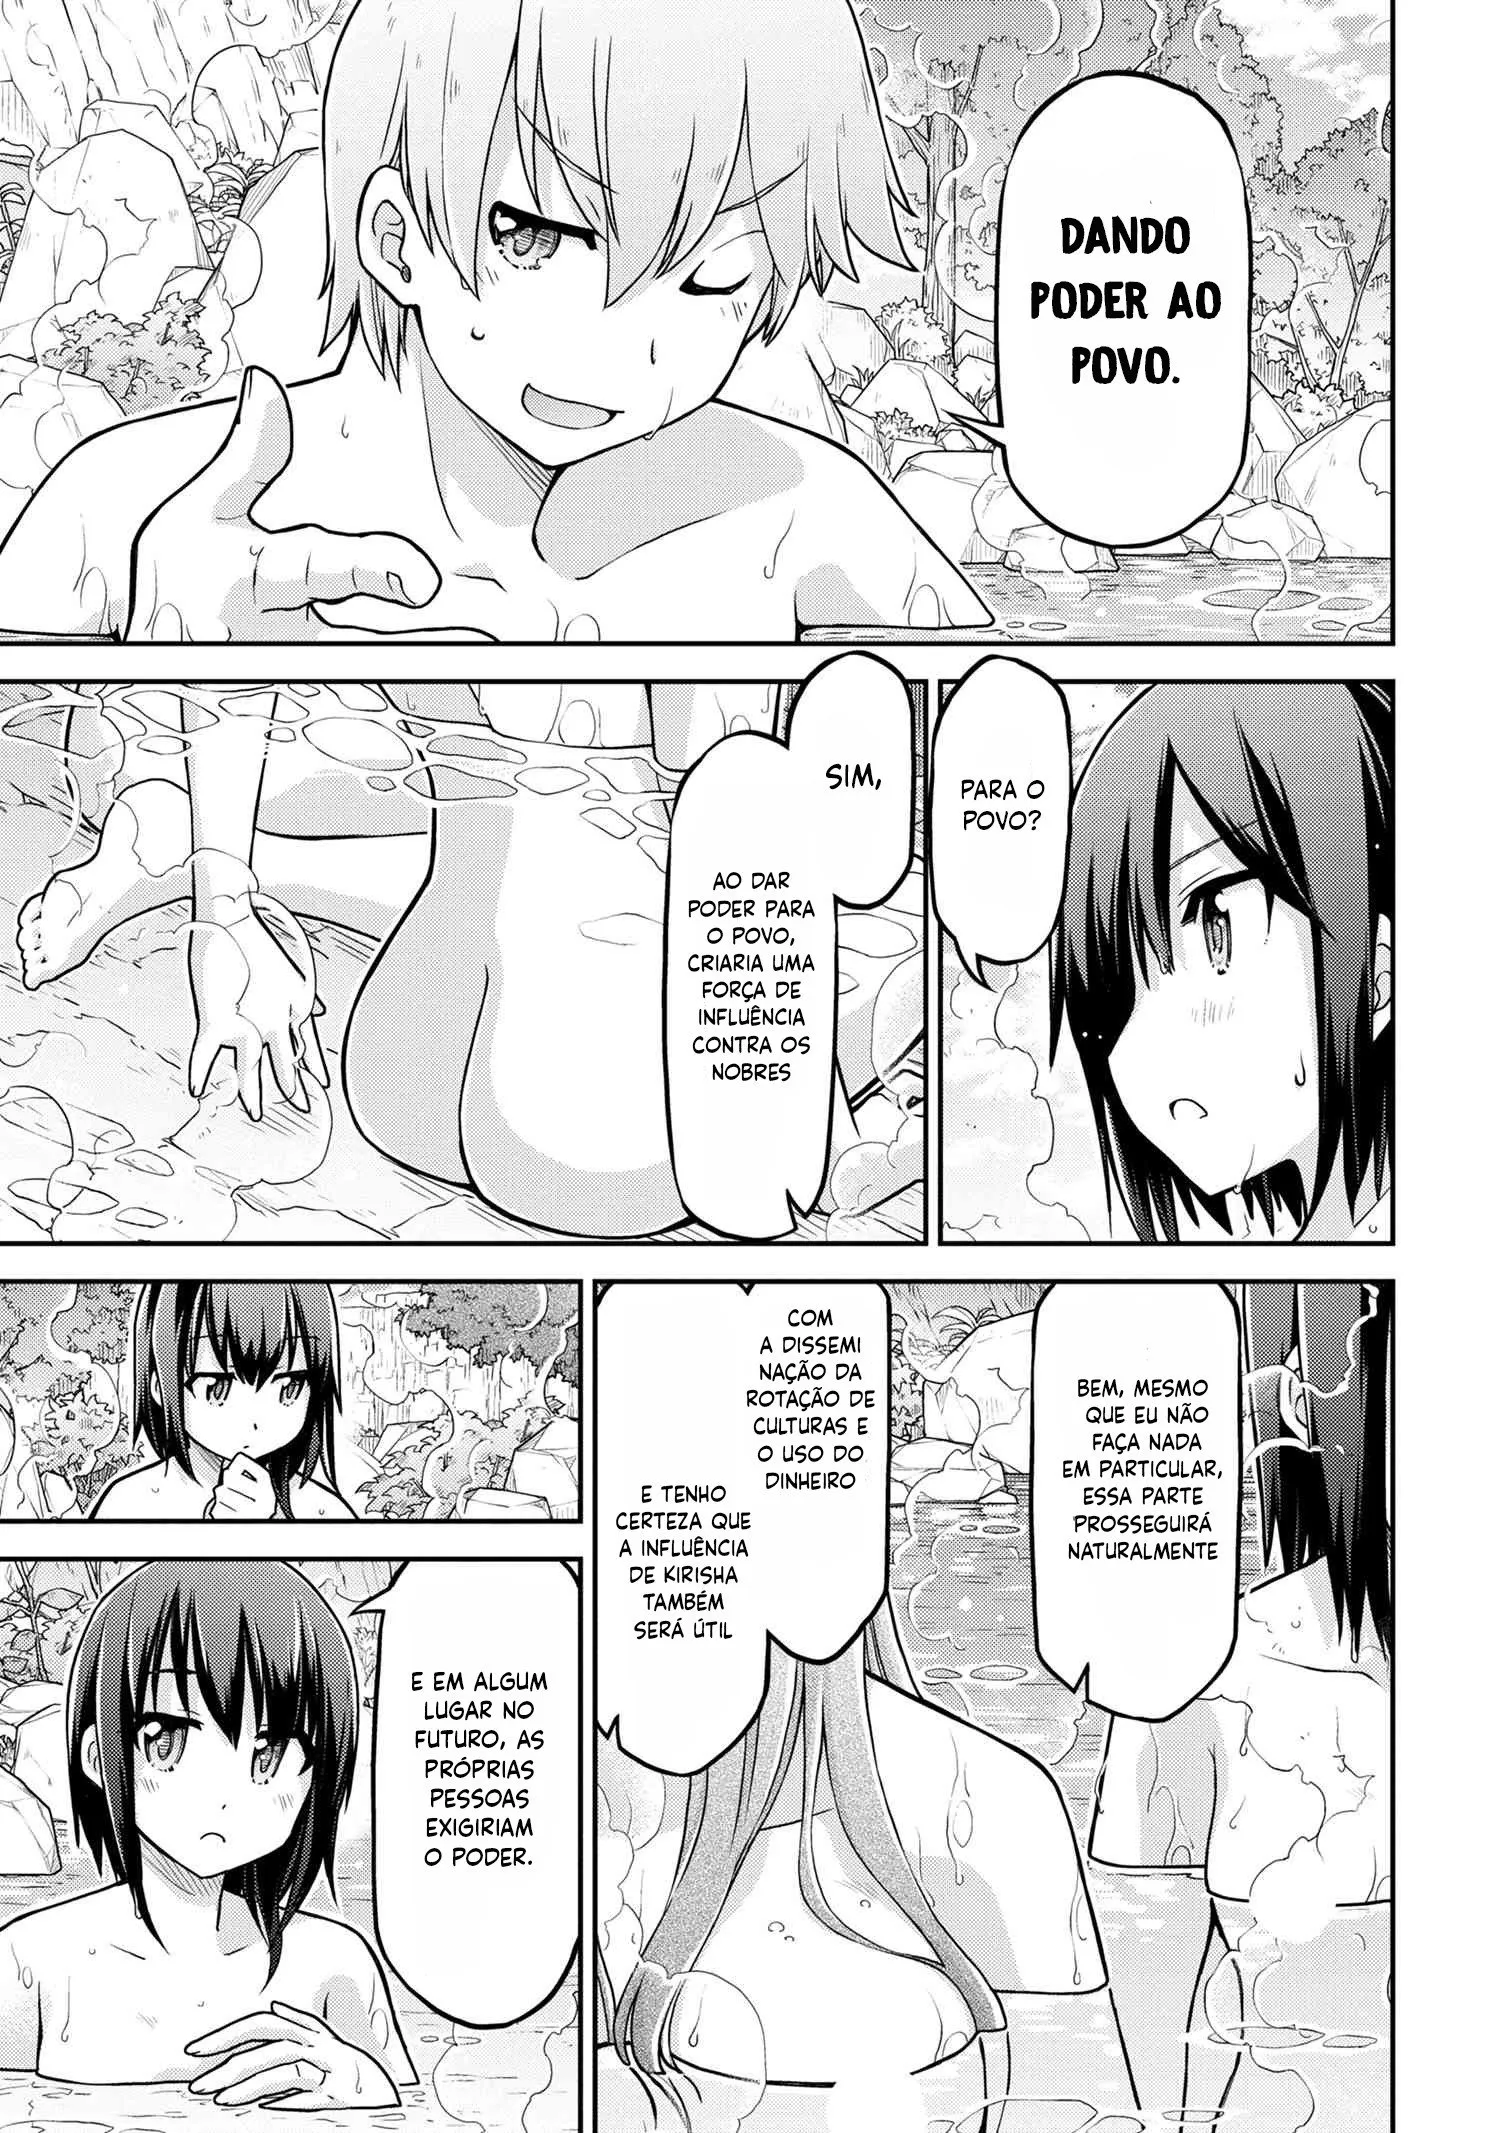 DANDO
PODER AO
POVO.
PARA O
POVO?
SIM,
AO DAR
PODER PARA
O POVO,
CRIARIA UMA
FORÇA DE
INFLUÊNCIA
CONTRA OS
NOBRES
BEM, MESMO
QUE EU NÃO
FAÇA NADA
EM PARTICULAR,
ESSA PARTE
PROSSEGUIRÁ
NATURALMENTE
COM
A DISSEMI
NAÇÃO DA
ROTAÇÃO DE
CULTURAS E
O USO DO
DINHEIRO
E TENHO
CERTEZA QUE
A INFLUÊNCIA
DE KIRISHA
TAMBÉM
SERÁ ÚTIL
E EM ALGUM
LUGAR NO
FUTURO, AS
PRÓPRIAS
PESSOAS
EXIGIRIAM
O PODER.